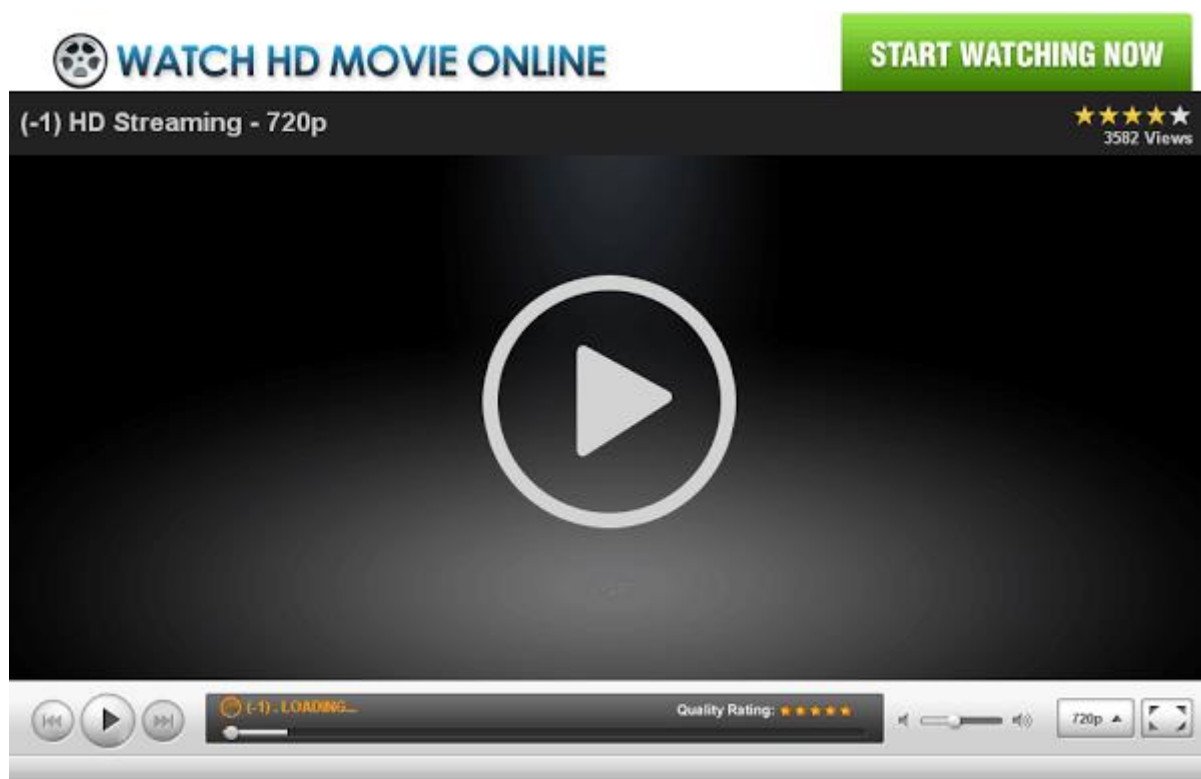 WATCH HD MOVIE ONLINE
START WATCHING NOW
(-1) HD Streaming - 720p
3582 Views
(-1) : LOADING...
Quality Rating:
720p